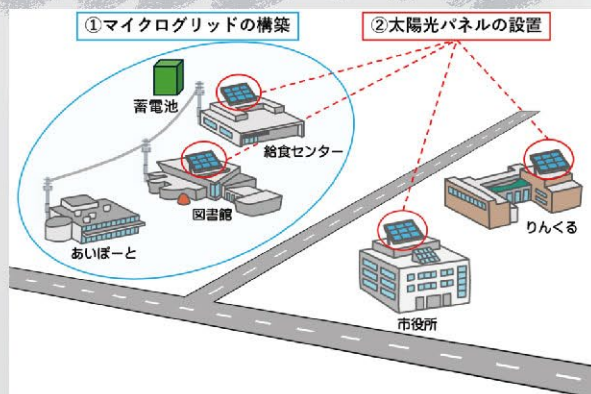 ①マイクログリッドの構築
②太陽光パネルの設置
蓄電池
給食センター
図書館
あいぽーと
りんくる
市役所